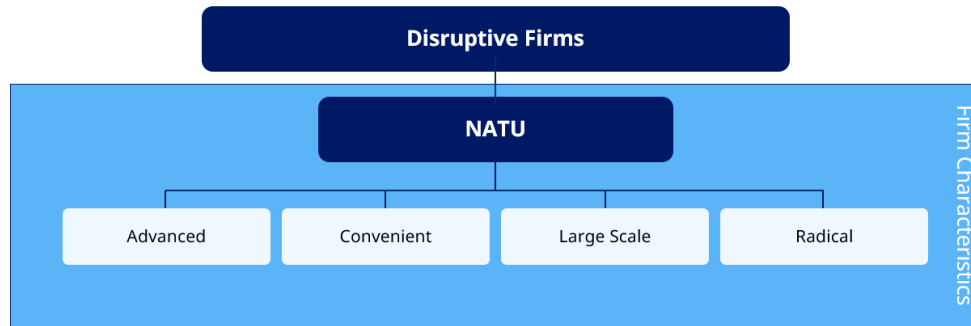 Disruptive Firms
NATU
Advanced
Convenient
Large Scale
Radical
Firm Characteristics